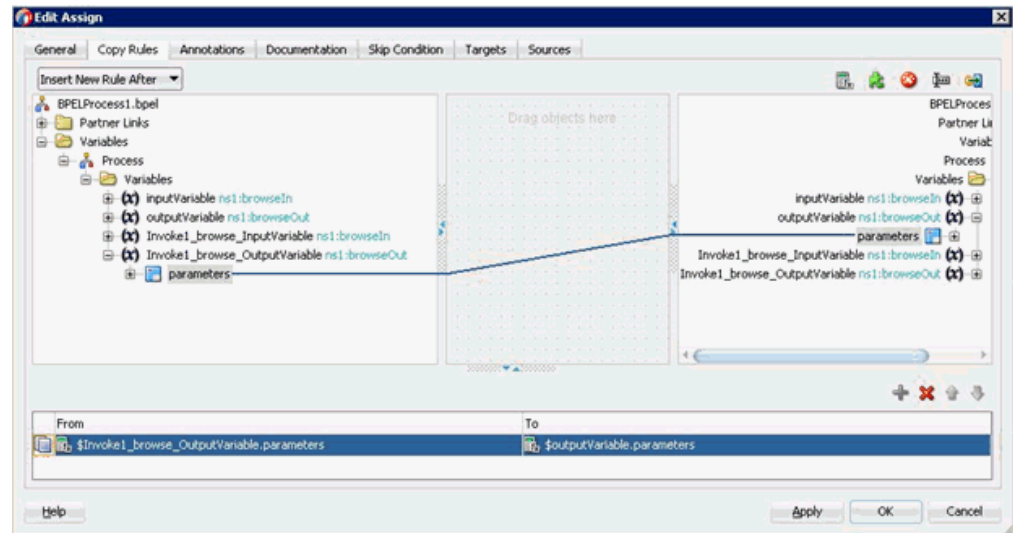 Edit Assign
General Copy Rules Annotations Documentation Skip Condition Targets Sources
Insert New Rule After
BPELProcess1.bpel
Partner Links
Variables
Process
Variables
(x) inputVariable ns1:browseIn
(x) outputVariable ns1:browseOut
(x) Invoke1_browse_InputVariable ns1:browseIn
(x) Invoke1_browse_OutputVariable ns1:browseOut
parameters
Drag objects here
BPELProces
Partner Li
Variab
Process
Variables
inputVariable ns1:browseIn (x)
outputVariable ns1:browseOut (x)
parameters
Invoke1_browse_InputVariable ns1:browseIn (x)
Invoke1_browse_OutputVariable ns1:browseOut (x)
From To
$Invoke1_browse_OutputVariable.parameters $outputVariable.parameters
Help Apply OK Cancel